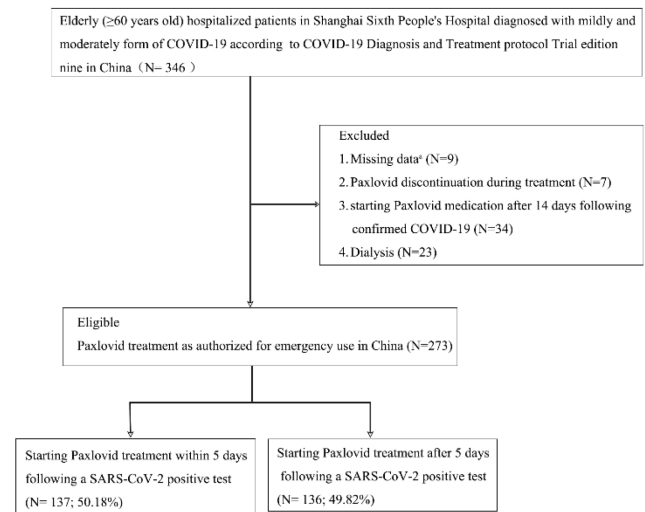 Elderly (≥60 years old) hospitalized patients in Shanghai Sixth People's Hospital diagnosed with mildly and
moderately form of COVID-19 according to COVID-19 Diagnosis and Treatment protocol Trial edition
nine in China (N= 346 )
Excluded
1. Missing dataᵃ (N=9)
2. Paxlovid discontinuation during treatment (N=7)
3. starting Paxlovid medication after 14 days following
confirmed COVID-19 (N=34)
4. Dialysis (N=23)
Eligible
Paxlovid treatment as authorized for emergency use in China (N=273)
Starting Paxlovid treatment within 5 days
following a SARS-CoV-2 positive test
(N= 137; 50.18%)
Starting Paxlovid treatment after 5 days
following a SARS-CoV-2 positive test
(N= 136; 49.82%)